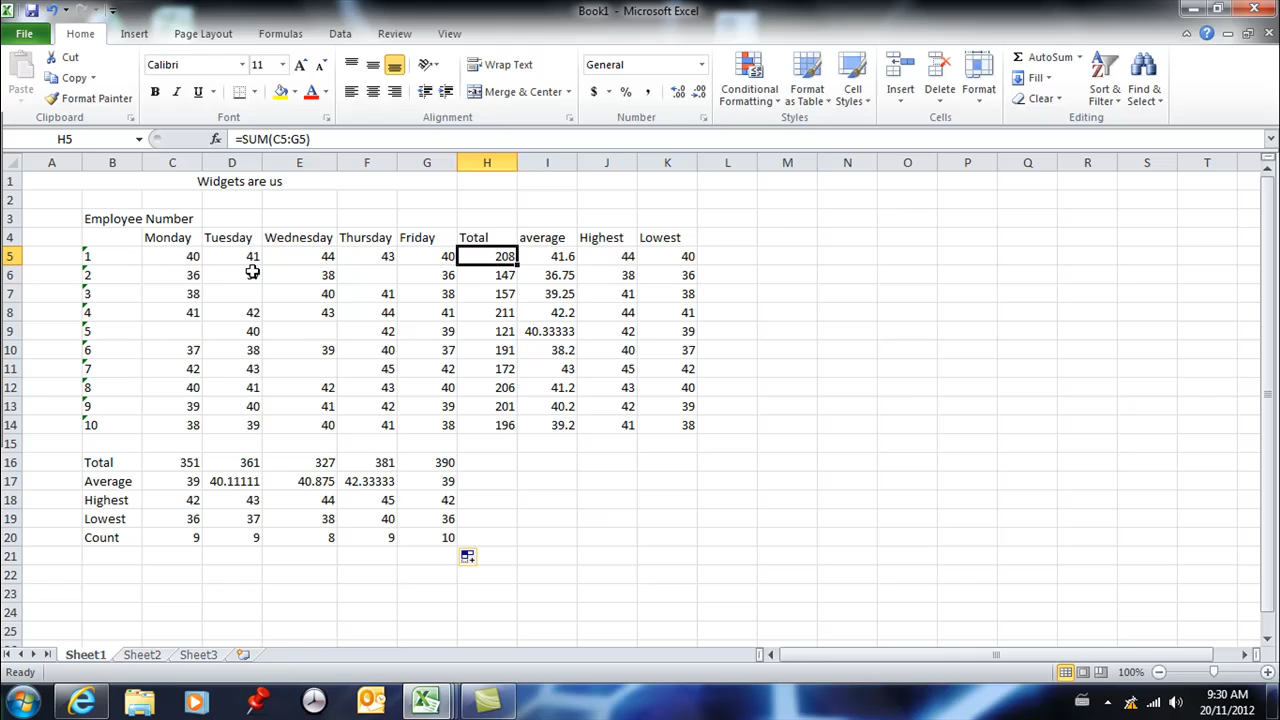 Book1 - Microsoft Excel
File Home Insert Page Layout Formulas Data Review View
Cut
Copy
Format Painter
Paste
Clipboard
Calibri 11
B I U
Font
Wrap Text
Merge & Center
Alignment
General
$ % ,
Number
Conditional Formatting
Format as Table
Cell Styles
Styles
Insert Delete Format
Cells
AutoSum
Fill
Clear
Sort & Filter
Find & Select
Editing
H5 fx =SUM(C5:G5)
A B C D E F G H I J K L M N O P Q R S T
1 Widgets are us
2
3 Employee Number
4 Monday Tuesday Wednesday Thursday Friday Total average Highest Lowest
5 1 40 41 44 43 40 208 41.6 44 40
6 2 36 38 36 147 36.75 38 36
7 3 38 40 41 38 157 39.25 41 38
8 4 41 42 43 44 41 211 42.2 44 41
9 5 40 42 39 121 40.33333 42 39
10 6 37 38 39 40 37 191 38.2 40 37
11 7 42 43 45 42 172 43 45 42
12 8 40 41 42 43 40 206 41.2 43 40
13 9 39 40 41 42 39 201 40.2 42 39
14 10 38 39 40 41 38 196 39.2 41 38
15
16 Total 351 361 327 381 390
17 Average 39 40.11111 40.875 42.33333 39
18 Highest 42 43 44 45 42
19 Lowest 36 37 38 40 36
20 Count 9 9 8 9 10
21
22
23
24
25
Sheet1 Sheet2 Sheet3
Ready 100%
9:30 AM
20/11/2012